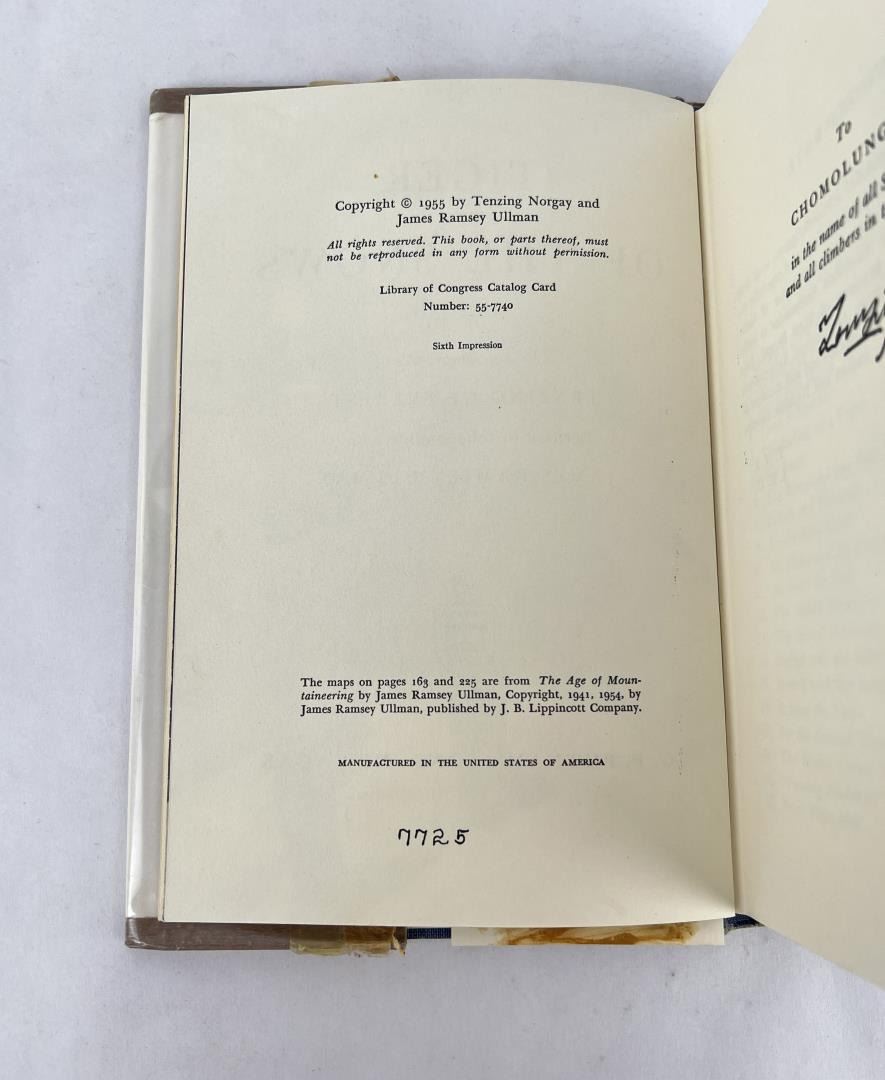 Copyright © 1955 by Tenzing Norgay and
James Ramsey Ullman
All rights reserved. This book, or parts thereof, must
not be reproduced in any form without permission.
Library of Congress Catalog Card
Number: 55-7740
Sixth Impression
The maps on pages 163 and 225 are from The Age of Moun-
taineering by James Ramsey Ullman, Copyright, 1941, 1954, by
James Ramsey Ullman, published by J. B. Lippincott Company.
MANUFACTURED IN THE UNITED STATES OF AMERICA
7725
To
CHOMOLUNG
in the name of all S
and all climbers in